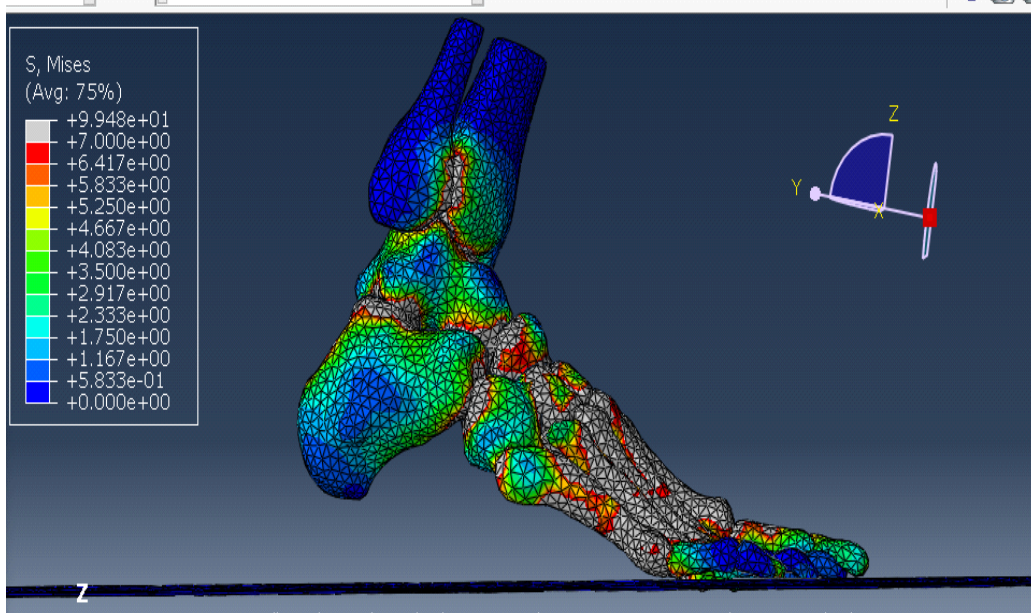 S, Mises
(Avg: 75%)
+9.948e+01
+7.000e+00
+6.417e+00
+5.833e+00
+5.250e+00
+4.667e+00
+4.083e+00
+3.500e+00
+2.917e+00
+2.333e+00
+1.750e+00
+1.167e+00
+5.833e-01
+0.000e+00
Z
Y
X
Z